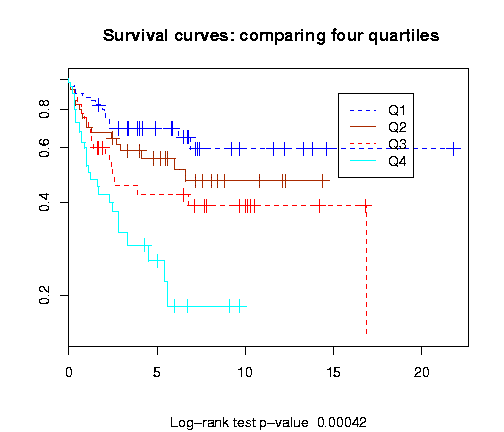 Survival curves: comparing four quartiles
Q1
Q2
Q3
Q4
0.8
0.6
0.4
0.2
0 5 10 15 20
Log-rank test p-value 0.00042